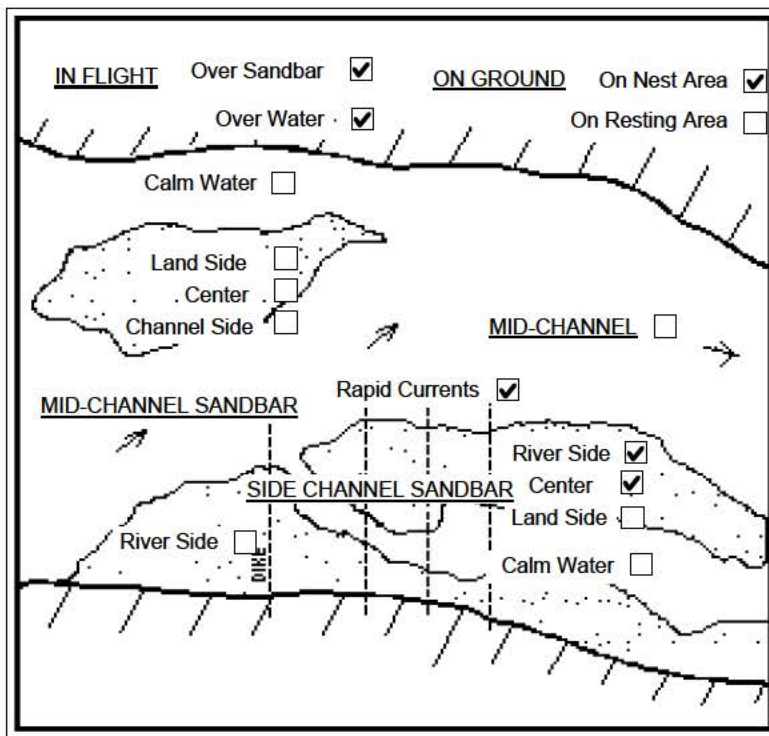 IN FLIGHT Over Sandbar ON GROUND On Nest Area
Over Water On Resting Area
Calm Water
Land Side
Center
Channel Side
MID-CHANNEL
Rapid Currents
MID-CHANNEL SANDBAR
River Side
SIDE CHANNEL SANDBAR Center
Land Side
River Side
DIKE
Calm Water